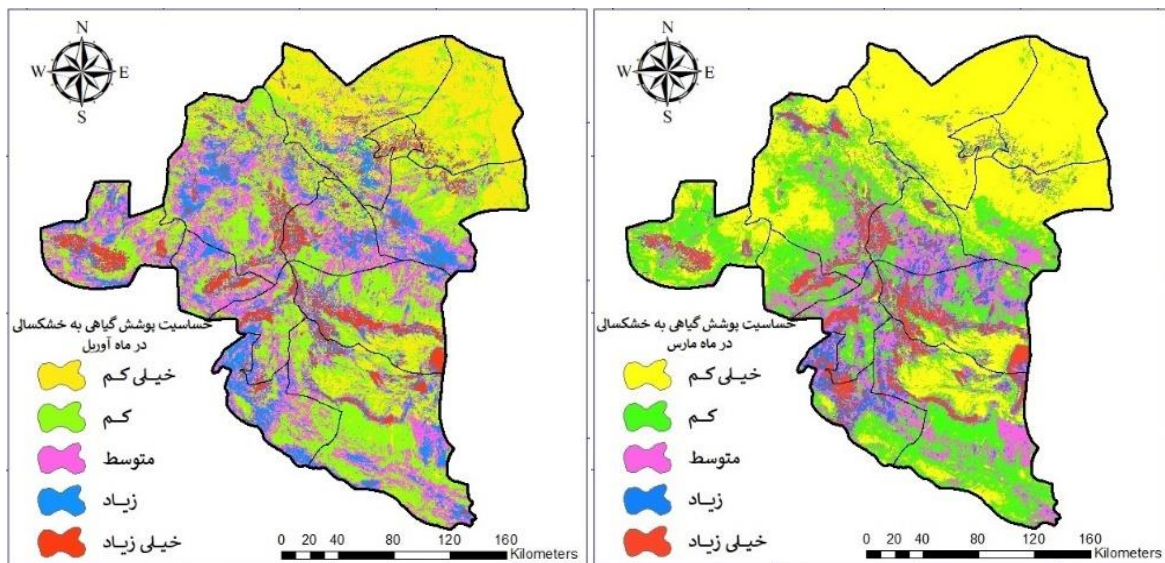 N
W E
S
حساسیت پوشش گیاهی به خشکسالی
در ماه آوریل
خیلی کم
کم
متوسط
زیاد
خیلی زیاد
0 20 40 80 120 160
Kilometers
N
W E
S
حساسیت پوشش گیاهی به خشکسالی
در ماه مارس
خیلی کم
کم
متوسط
زیاد
خیلی زیاد
0 20 40 80 120 160
Kilometers